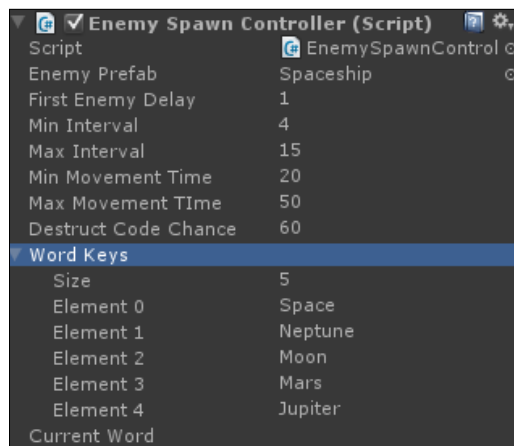 Enemy Spawn Controller (Script)
Script EnemySpawnControl
Enemy Prefab Spaceship
First Enemy Delay 1
Min Interval 4
Max Interval 15
Min Movement Time 20
Max Movement TIme 50
Destruct Code Chance 60
Word Keys
Size 5
Element 0 Space
Element 1 Neptune
Element 2 Moon
Element 3 Mars
Element 4 Jupiter
Current Word